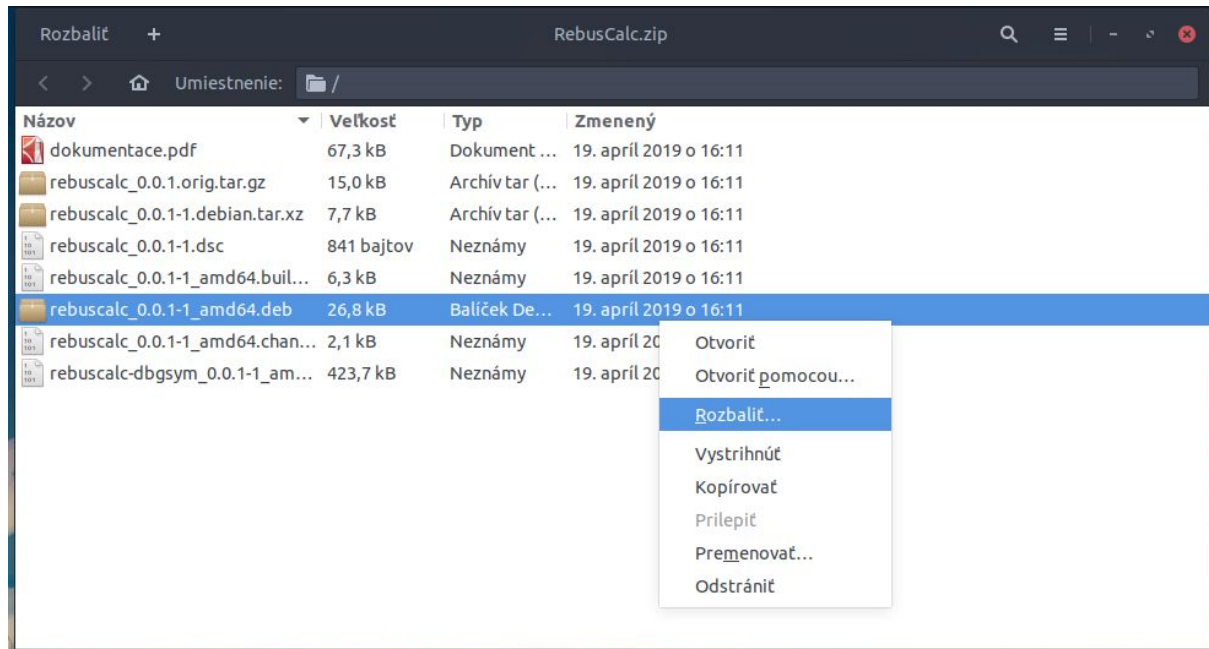 Rozbaliť + RebusCalc.zip
Umiestnenie: /
Názov Veľkosť Typ Zmenený
dokumentace.pdf 67,3 kB Dokument ... 19. apríl 2019 o 16:11
rebuscalc_0.0.1.orig.tar.gz 15,0 kB Archív tar (... 19. apríl 2019 o 16:11
rebuscalc_0.0.1-1.debian.tar.xz 7,7 kB Archív tar (... 19. apríl 2019 o 16:11
rebuscalc_0.0.1-1.dsc 841 bajtov Neznámy 19. apríl 2019 o 16:11
rebuscalc_0.0.1-1_amd64.buil... 6,3 kB Neznámy 19. apríl 2019 o 16:11
rebuscalc_0.0.1-1_amd64.deb 26,8 kB Balíček De... 19. apríl 2019 o 16:11
rebuscalc_0.0.1-1_amd64.chan... 2,1 kB Neznámy 19. apríl 20
rebuscalc-dbgsym_0.0.1-1_am... 423,7 kB Neznámy 19. apríl 20
Otvoriť
Otvoriť pomocou...
Rozbaliť...
Vystrihnúť
Kopírovať
Prilepiť
Premenovať...
Odstrániť